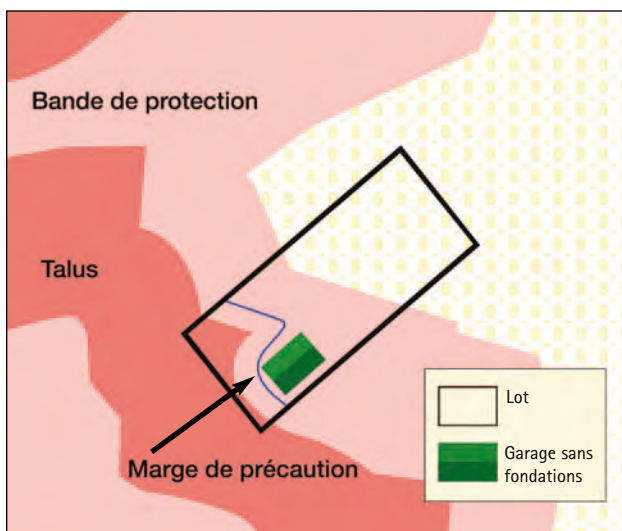 Bande de protection
Talus
Marge de précaution
Lot
Garage sans
fondations